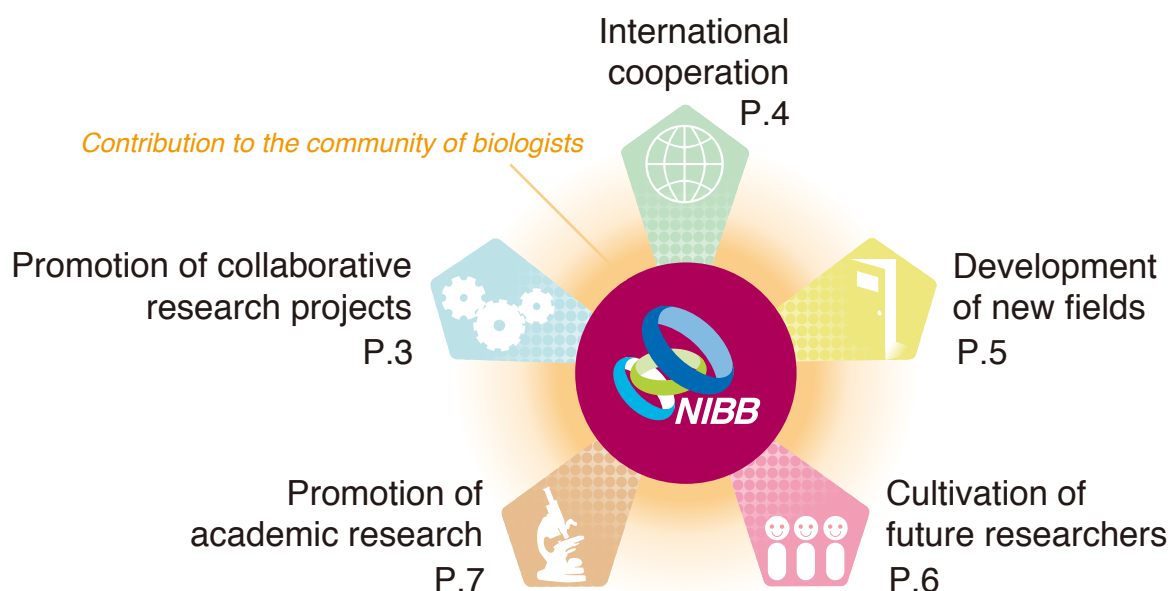 International
cooperation
P.4
Contribution to the community of biologists
Promotion of collaborative
research projects
P.3
Development
of new fields
P.5
NIBB
Promotion of
academic research
P.7
Cultivation of
future researchers
P.6